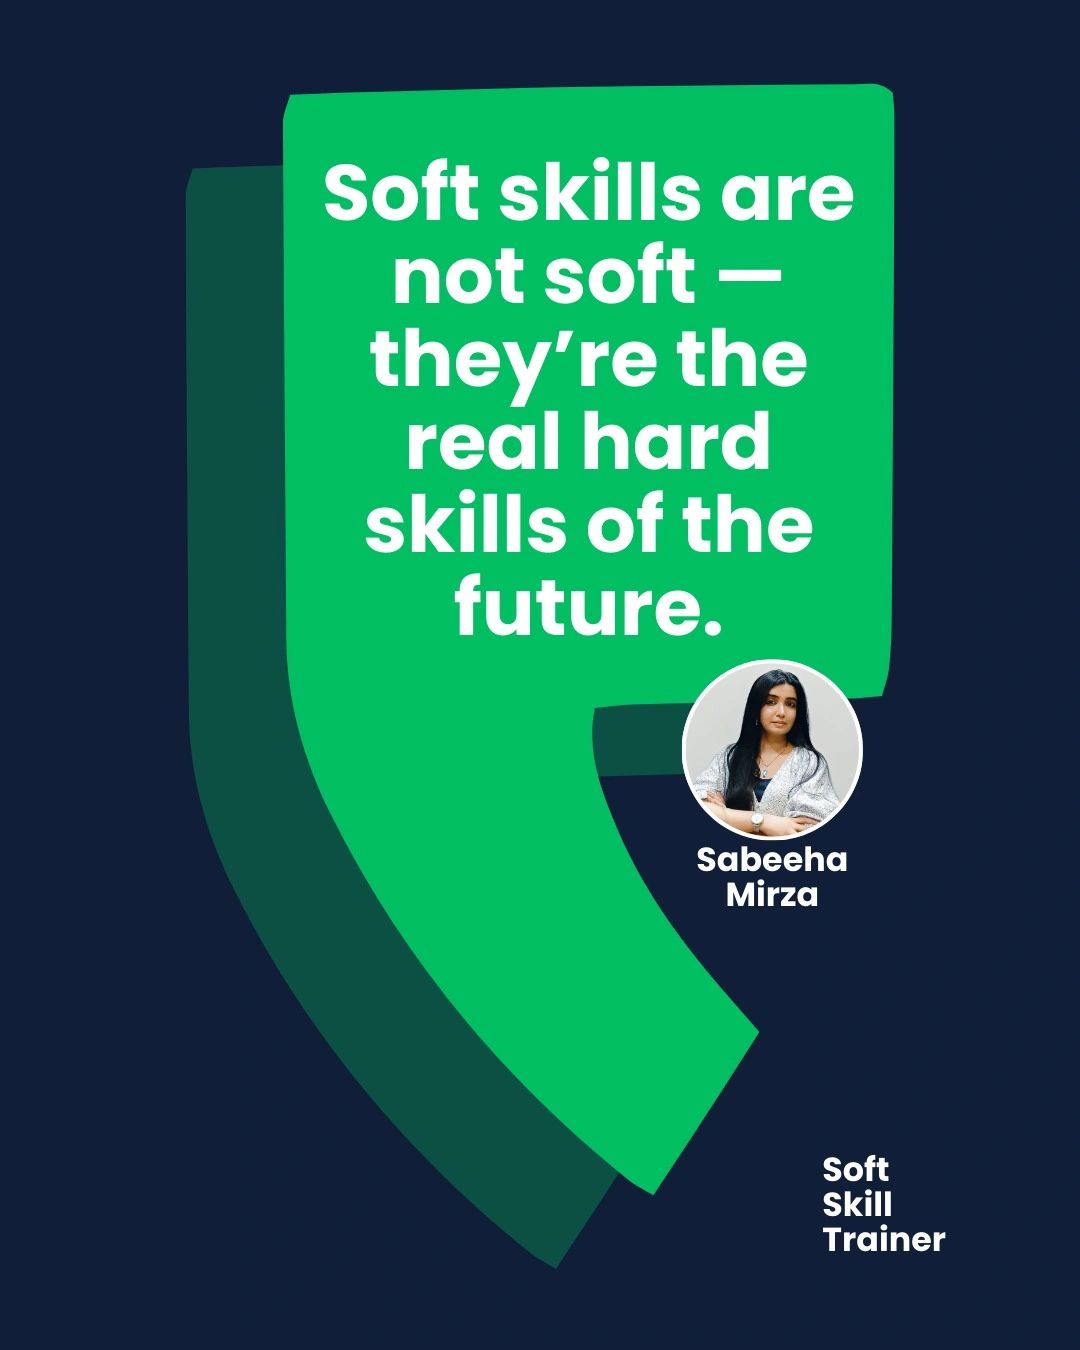 Soft skills are
not soft —
they’re the
real hard
skills of the
future.
Sabeeha
Mirza
Soft
Skill
Trainer